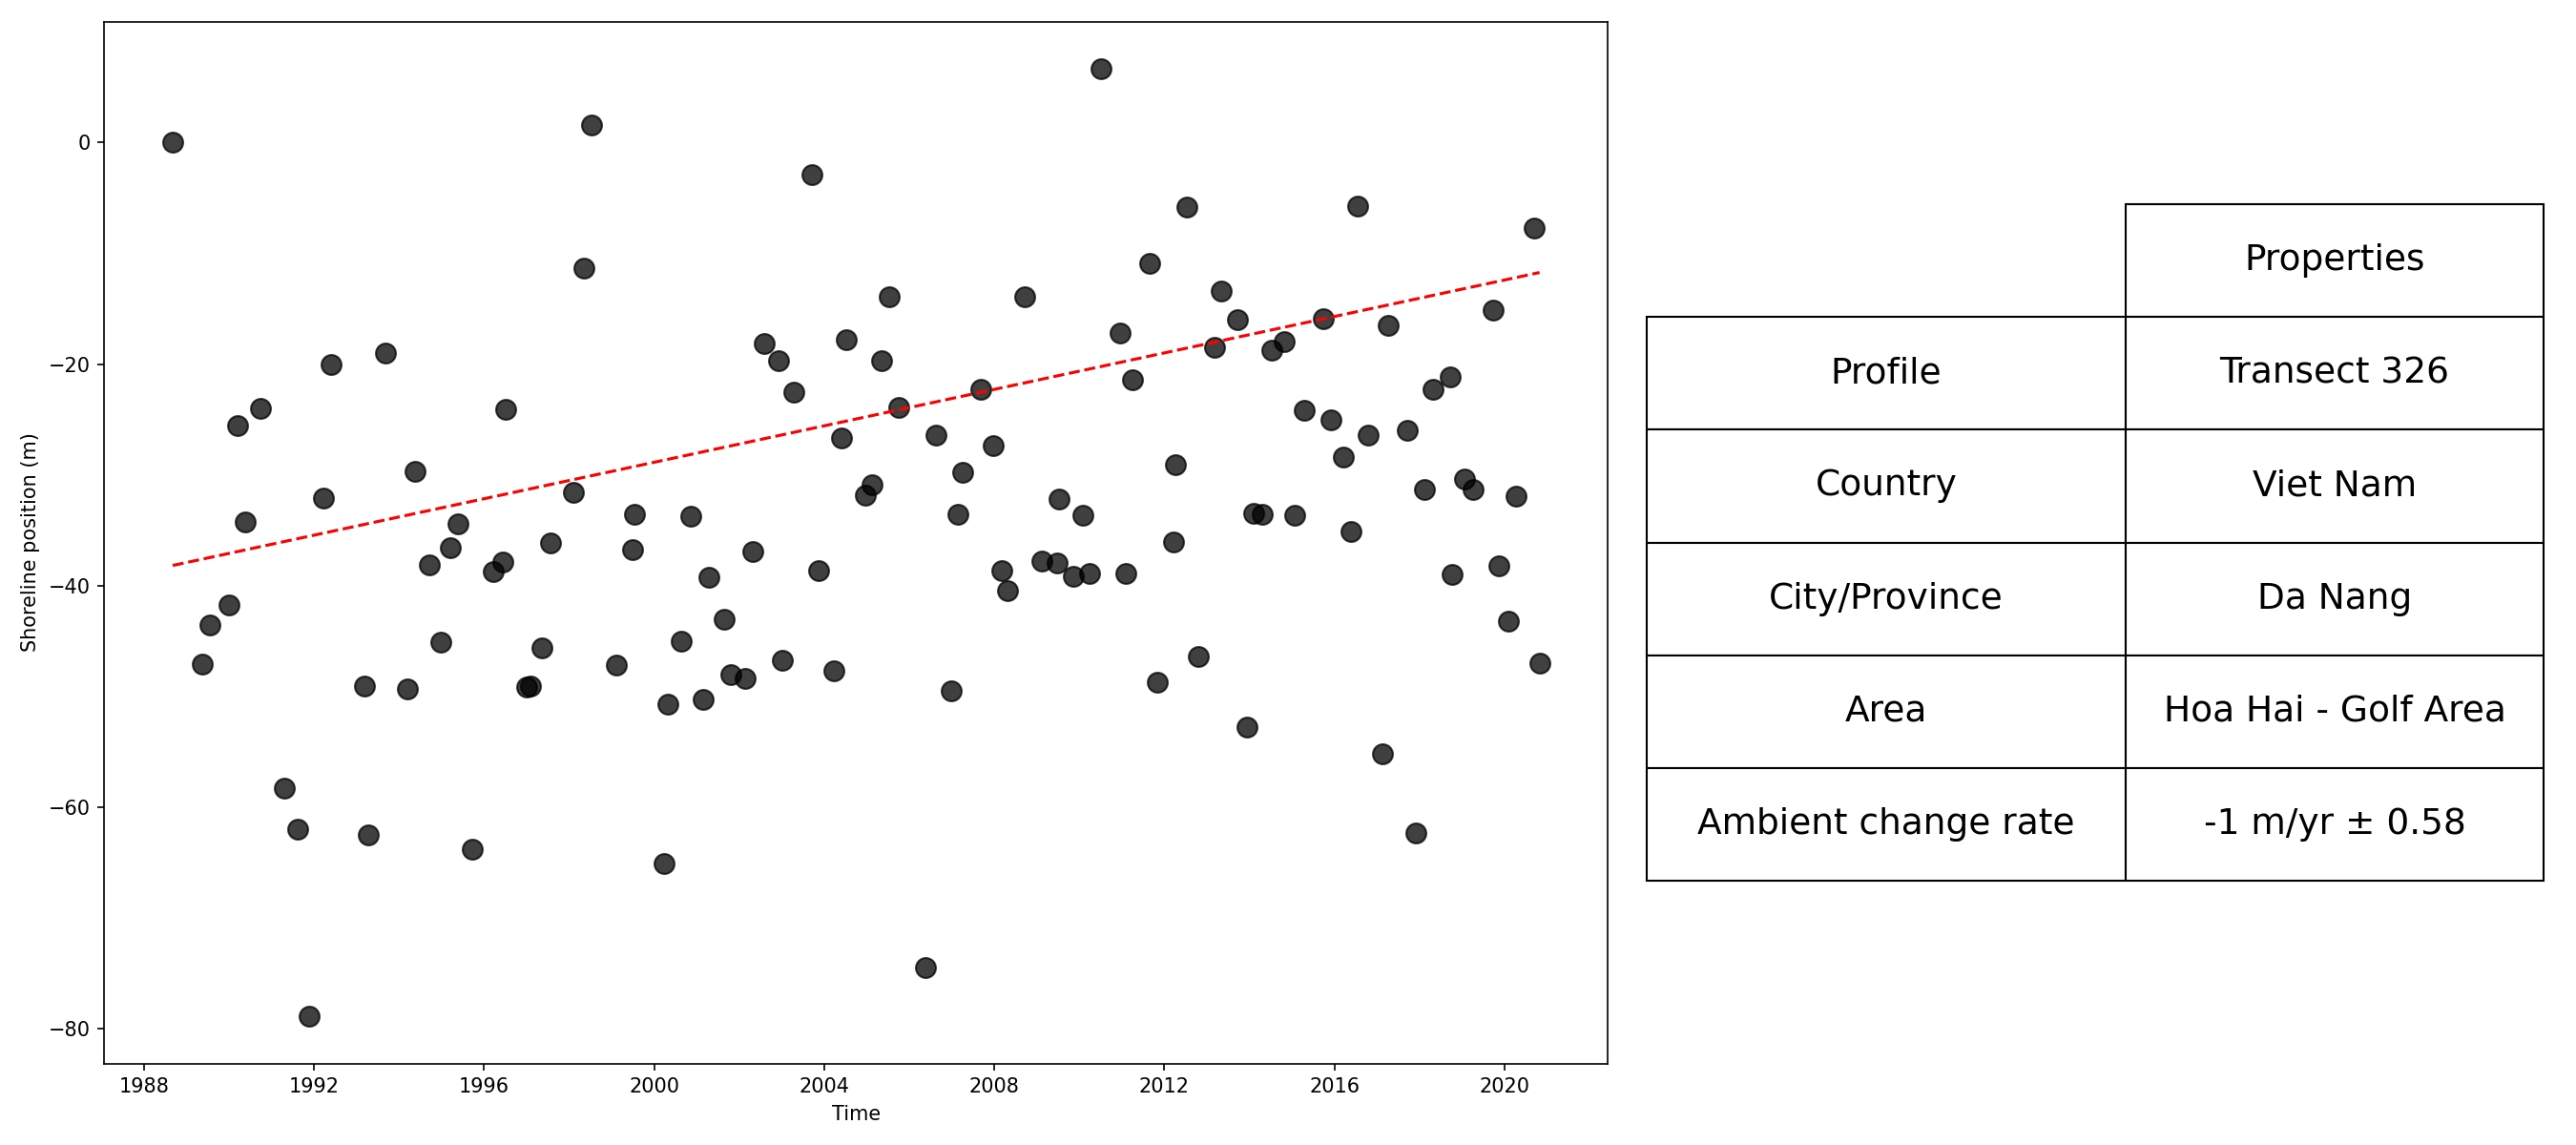 0
−20
−40
−60
−80
Shoreline position (m)
1988 1992 1996 2000 2004 2008 2012 2016 2020
Time
Properties
Profile Transect 326
Country Viet Nam
City/Province Da Nang
Area Hoa Hai - Golf Area
Ambient change rate -1 m/yr ± 0.58